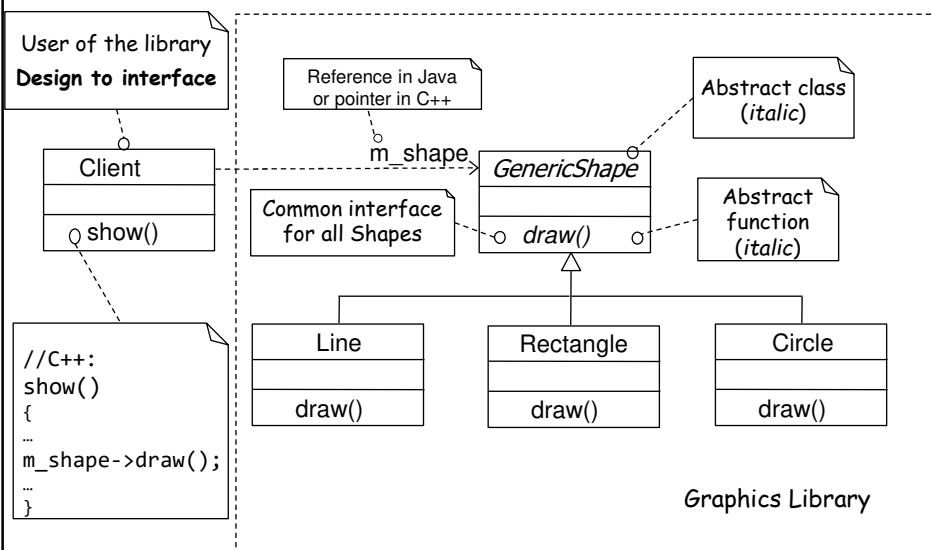 User of the library
Design to interface
Reference in Java
or pointer in C++
Abstract class
(italic)
Client
show()
m_shape
GenericShape
draw()
Common interface
for all Shapes
Abstract
function
(italic)
//C++:
show()
{
…
m_shape->draw();
…
}
Line
draw()
Rectangle
draw()
Circle
draw()
Graphics Library